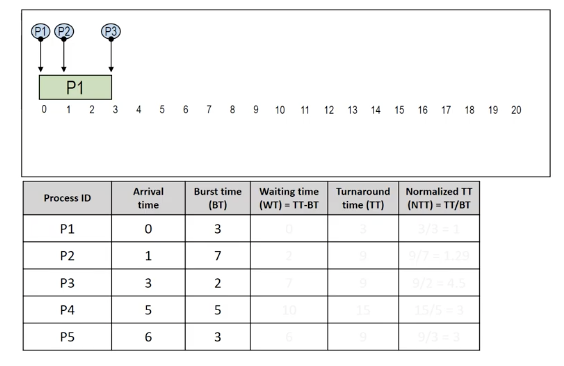 P1 P2 P3
P1
0 1 2 3 4 5 6 7 8 9 10 11 12 13 14 15 16 17 18 19 20
Process ID Arrival time Burst time (BT) Waiting time (WT) = TT-BT Turnaround time (TT) Normalized TT (NTT) = TT/BT
P1 0 3 0 3 3/3 = 1
P2 1 7 2 9 9/7 = 1.29
P3 3 2 7 9 9/2 = 4.5
P4 5 5 10 15 15/5 = 3
P5 6 3 6 9 9/3 = 3